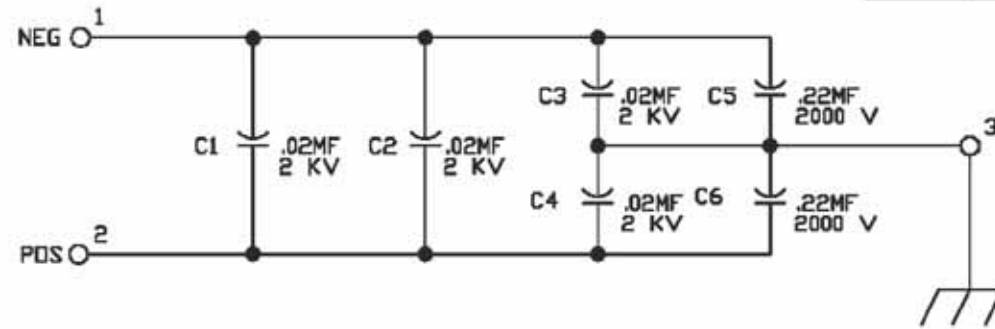 1
NEG
C1 .02MF
2 KV
C2 .02MF
2 KV
C3 .02MF
2 KV
C5 .22MF
2000 V
3
C4 .02MF
2 KV
C6 .22MF
2000 V
2
POS